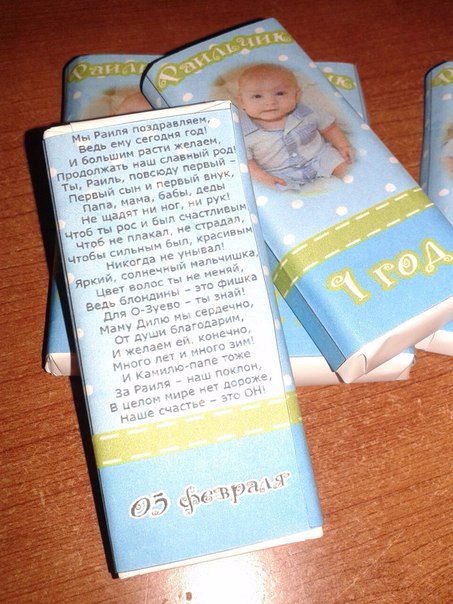 Раильчик
Раильчик
1 год
Мы Раиля поздравляем,
Ведь ему сегодня год!
И большим расти желаем,
Продолжать наш славный род!
Ты, Раиль, повсюду первый –
Первый сын и первый внук,
Папа, мама, бабы, деды
Не щадят ни ног, ни рук!
Чтоб ты рос и был счастливым
Чтоб не плакал, не страдал,
Чтобы сильным был, красивым
Никогда не унывал!
Яркий, солнечный мальчишка,
Цвет волос ты не меняй,
Ведь блондины – это фишка
Для О-Зуево – ты знай!
Маму Дилю мы сердечно,
От души благодарим,
И желаем ей, конечно,
Много лет и много зим!
И Камилю-папе тоже
За Раиля – наш поклон,
В целом мире нет дороже,
Наше счастье – это ОН!
05 февраля